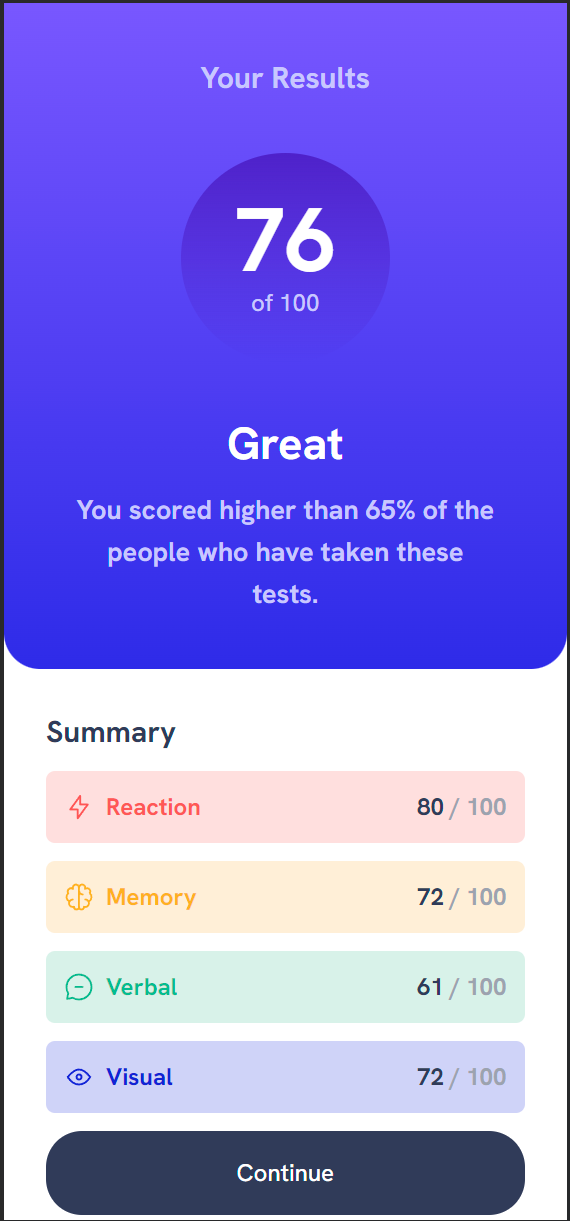 Your Results
76
of 100
Great
You scored higher than 65% of the
people who have taken these
tests.
Summary
Reaction 80 / 100
Memory 72 / 100
Verbal 61 / 100
Visual 72 / 100
Continue